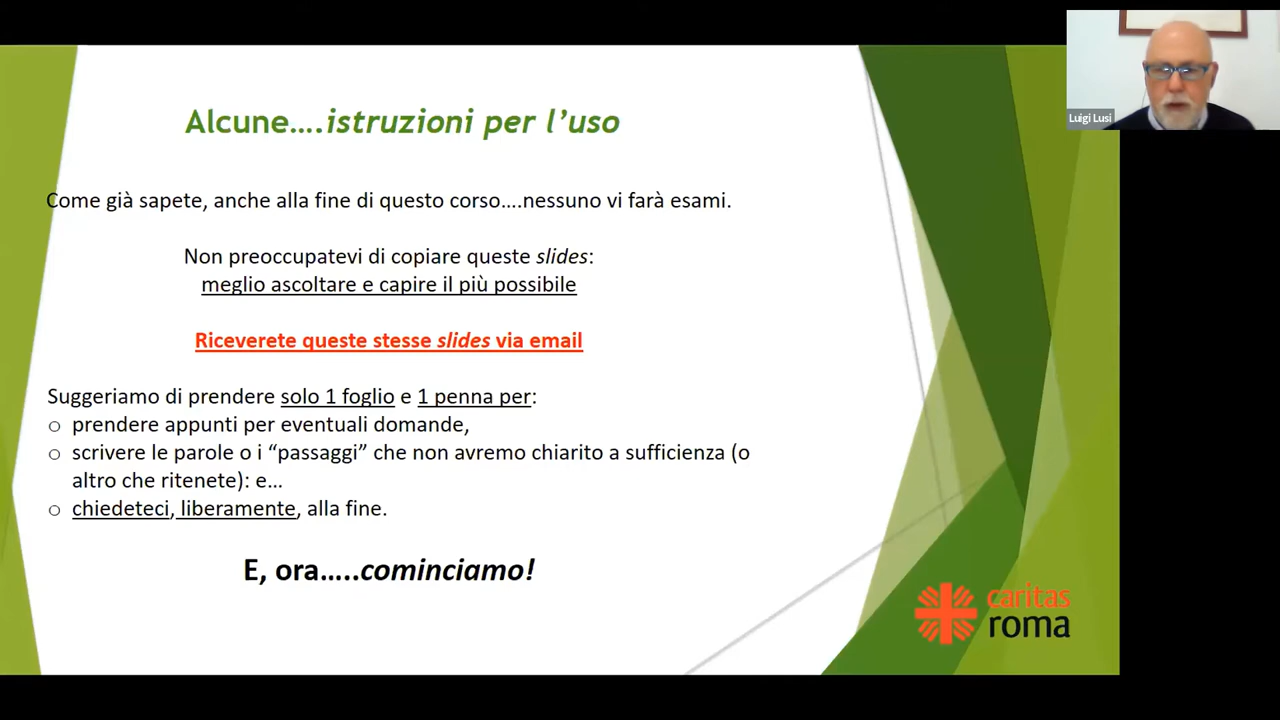 Alcune....istruzioni per l’uso
Come già sapete, anche alla fine di questo corso....nessuno vi farà esami.
Non preoccupatevi di copiare queste slides:
meglio ascoltare e capire il più possibile
Riceverete queste stesse slides via email
Suggeriamo di prendere solo 1 foglio e 1 penna per:
o prendere appunti per eventuali domande,
o scrivere le parole o i “passaggi” che non avremo chiarito a sufficienza (o
altro che ritenete): e...
o chiedeteci, liberamente, alla fine.
E, ora.....cominciamo!
caritas
roma
Luigi Lusi